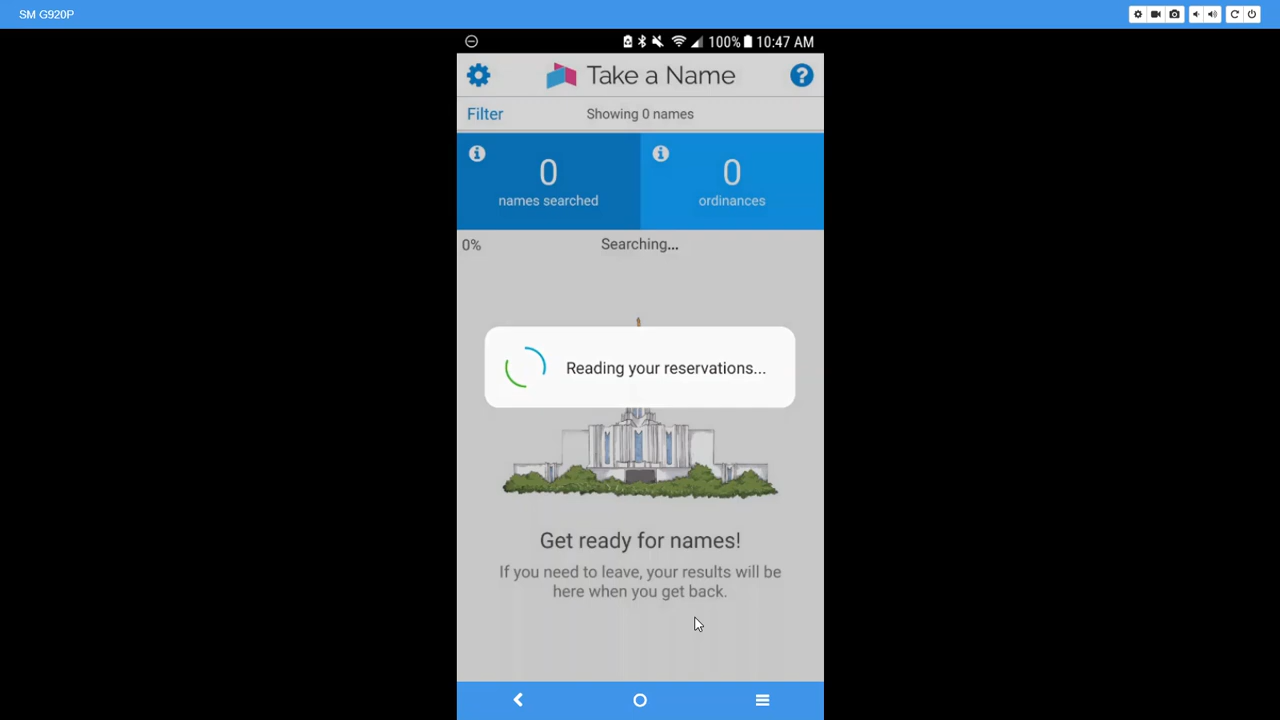 SM G920P
100% 10:47 AM
Take a Name
Filter
Showing 0 names
0
names searched
0
ordinances
0%
Searching...
Reading your reservations...
Get ready for names!
If you need to leave, your results will be
here when you get back.